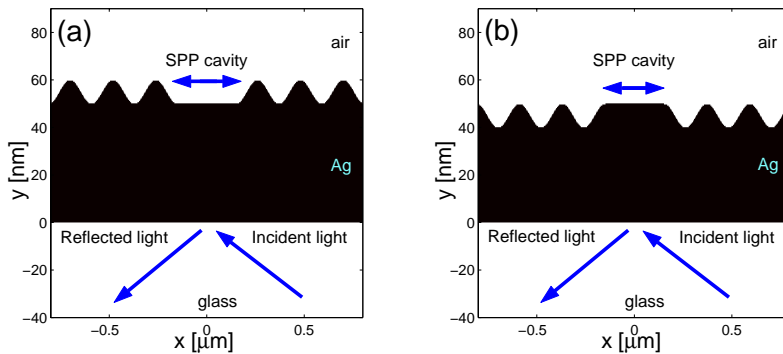 (a)
air
SPP cavity
Ag
Reflected light
Incident light
glass
y [nm]
80
60
40
20
0
−20
−40
−0.5
0
0.5
x [μm]
(b)
air
SPP cavity
Ag
Reflected light
Incident light
glass
y [nm]
80
60
40
20
0
−20
−40
−0.5
0
0.5
x [μm]